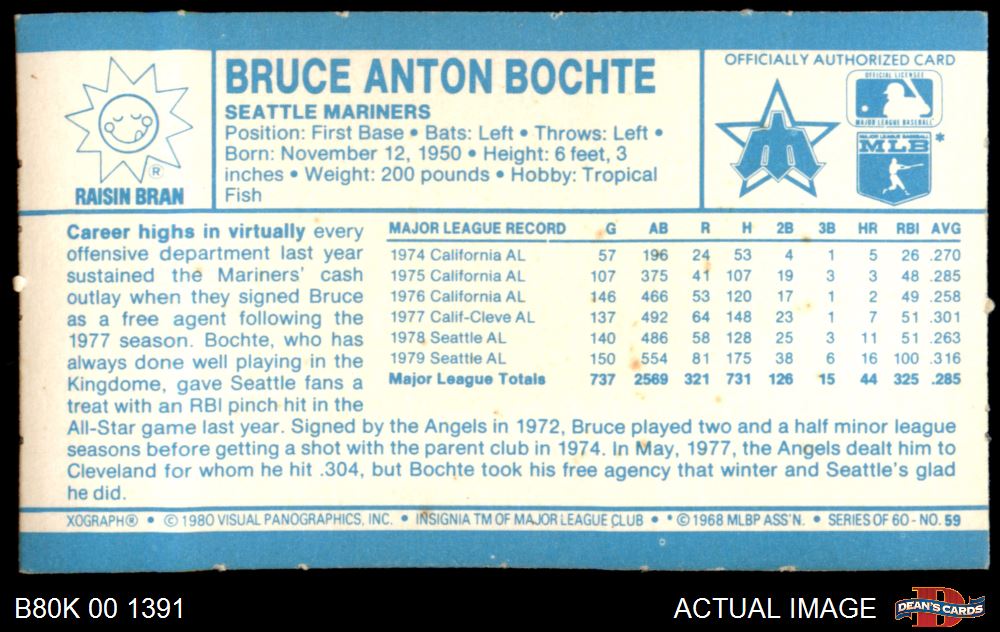 BRUCE ANTON BOCHTE
SEATTLE MARINERS
Position: First Base • Bats: Left • Throws: Left •
Born: November 12, 1950 • Height: 6 feet, 3
inches • Weight: 200 pounds • Hobby: Tropical
Fish
®
RAISIN BRAN
OFFICIALLY AUTHORIZED CARD
OFFICIAL LICENSEE
MAJOR LEAGUE BASEBALL
MAJOR LEAGUE BASEBALL
MLB *
Career highs in virtually every
offensive department last year
sustained the Mariners' cash
outlay when they signed Bruce
as a free agent following the
1977 season. Bochte, who has
always done well playing in the
Kingdome, gave Seattle fans a
treat with an RBI pinch hit in the
All-Star game last year. Signed by the Angels in 1972, Bruce played two and a half minor league
seasons before getting a shot with the parent club in 1974. In May, 1977, the Angels dealt him to
Cleveland for whom he hit .304, but Bochte took his free agency that winter and Seattle's glad
he did.
MAJOR LEAGUE RECORD G AB R H 2B 3B HR RBI AVG
1974 California AL 57 196 24 53 4 1 5 26 .270
1975 California AL 107 375 41 107 19 3 3 48 .285
1976 California AL 146 466 53 120 17 1 2 49 .258
1977 Calif-Cleve AL 137 492 64 148 23 1 7 51 .301
1978 Seattle AL 140 486 58 128 25 3 11 51 .263
1979 Seattle AL 150 554 81 175 38 6 16 100 .316
Major League Totals 737 2569 321 731 126 15 44 325 .285
XOGRAPH® • © 1980 VISUAL PANOGRAPHICS, INC. • INSIGNIA TM OF MAJOR LEAGUE CLUB • * © 1968 MLBP ASS'N. • SERIES OF 60 - NO. 59
B80K 00 1391
ACTUAL IMAGE
DEAN'S CARDS